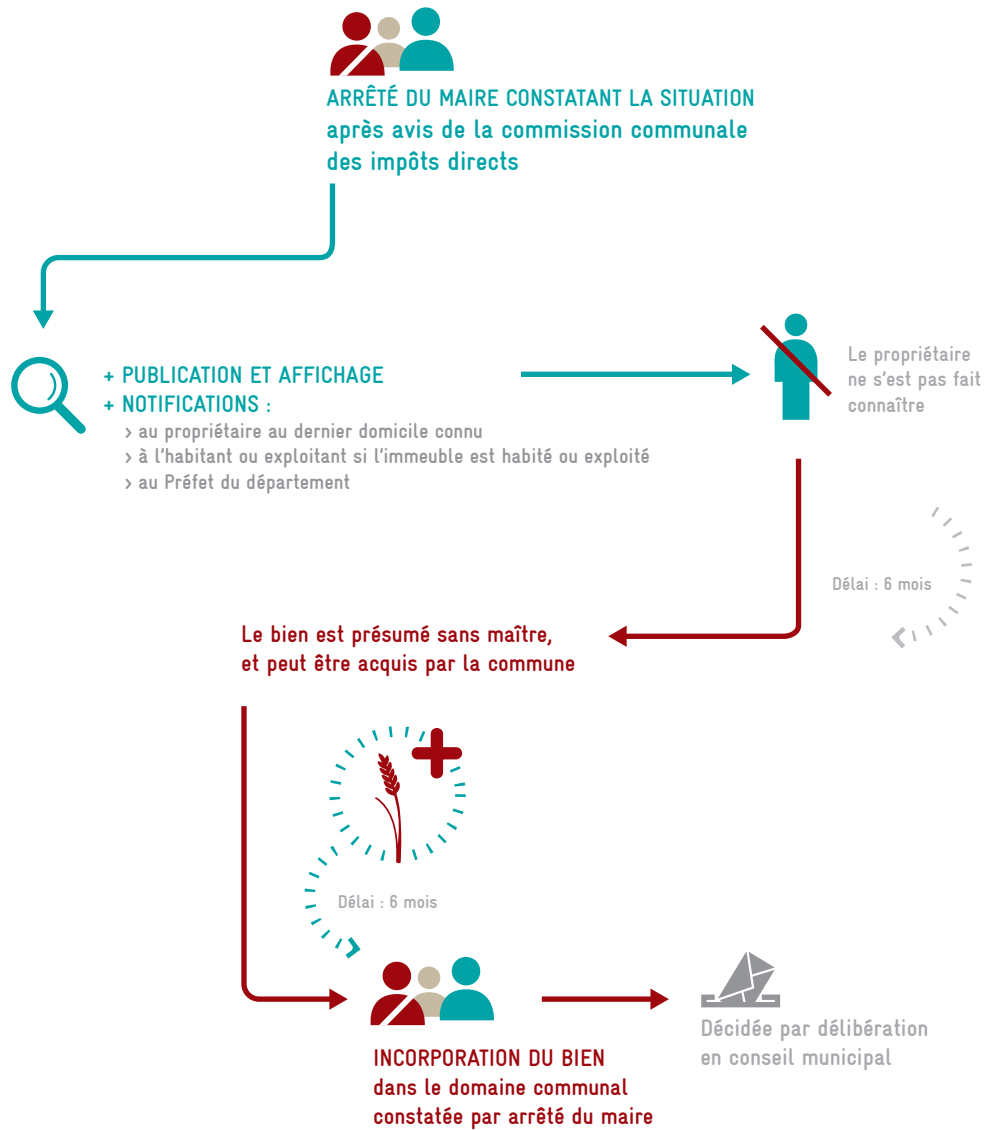 ARRÊTÉ DU MAIRE CONSTATANT LA SITUATION
après avis de la commission communale
des impôts directs
+ PUBLICATION ET AFFICHAGE
+ NOTIFICATIONS :
› au propriétaire au dernier domicile connu
› à l'habitant ou exploitant si l'immeuble est habité ou exploité
› au Préfet du département
Le propriétaire
ne s'est pas fait
connaître
Délai : 6 mois
Le bien est présumé sans maître,
et peut être acquis par la commune
Délai : 6 mois
INCORPORATION DU BIEN
dans le domaine communal
constatée par arrêté du maire
Décidée par délibération
en conseil municipal